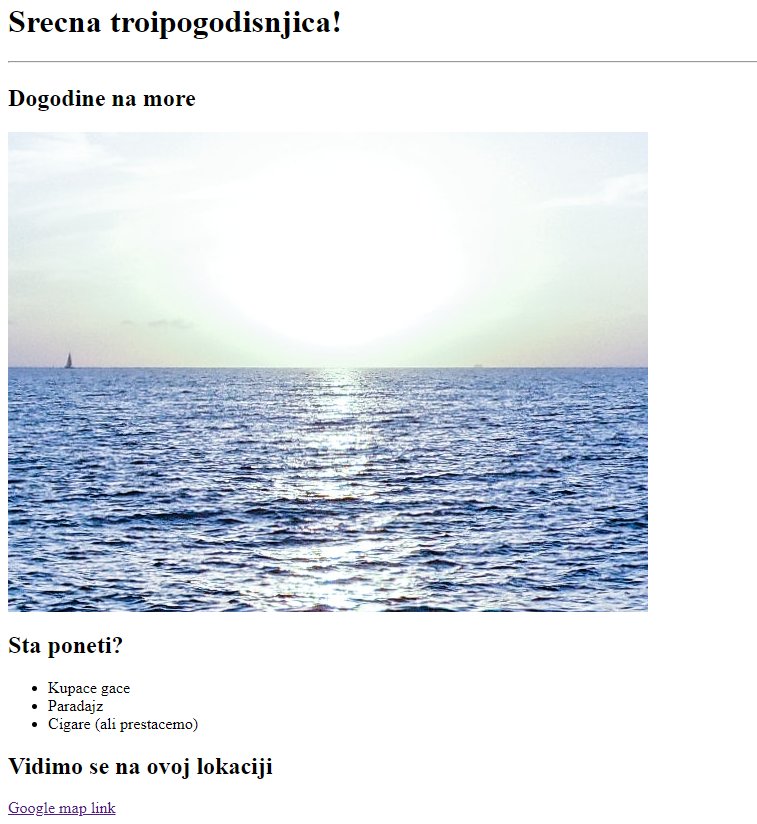 Srecna troipogodisnjica!
Dogodine na more
Sta poneti?
Kupace gace
Paradajz
Cigare (ali prestacemo)
Vidimo se na ovoj lokaciji
Google map link